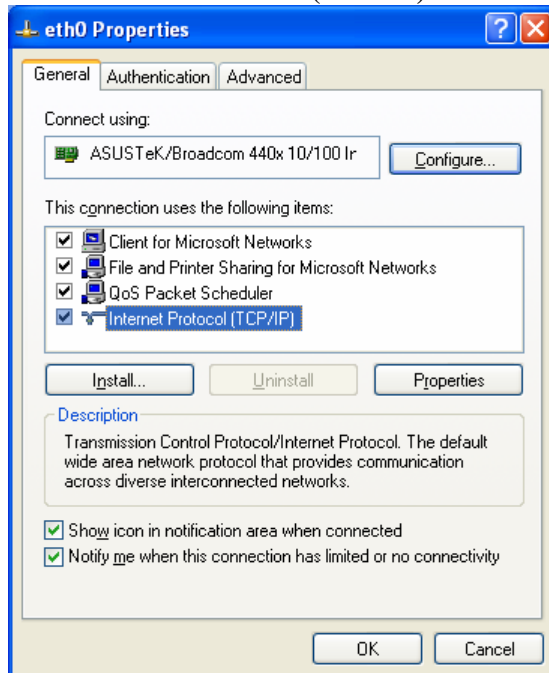 eth0 Properties
General Authentication Advanced
Connect using:
ASUSTeK/Broadcom 440x 10/100 Ir
Configure...
This connection uses the following items:
Client for Microsoft Networks
File and Printer Sharing for Microsoft Networks
QoS Packet Scheduler
Internet Protocol (TCP/IP)
Install... Uninstall Properties
Description
Transmission Control Protocol/Internet Protocol. The default
wide area network protocol that provides communication
across diverse interconnected networks.
Show icon in notification area when connected
Notify me when this connection has limited or no connectivity
OK Cancel